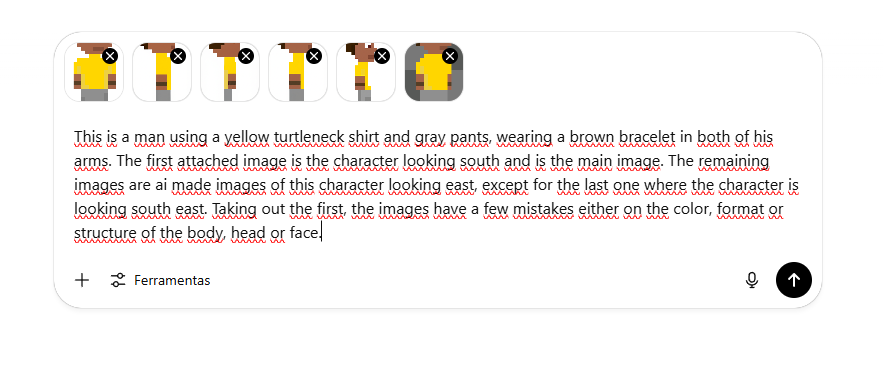 This is a man using a yellow turtleneck shirt and gray pants, wearing a brown bracelet in both of his
arms. The first attached image is the character looking south and is the main image. The remaining
images are ai made images of this character looking east, except for the last one where the character is
looking south east. Taking out the first, the images have a few mistakes either on the color, format or
structure of the body, head or face.
Ferramentas